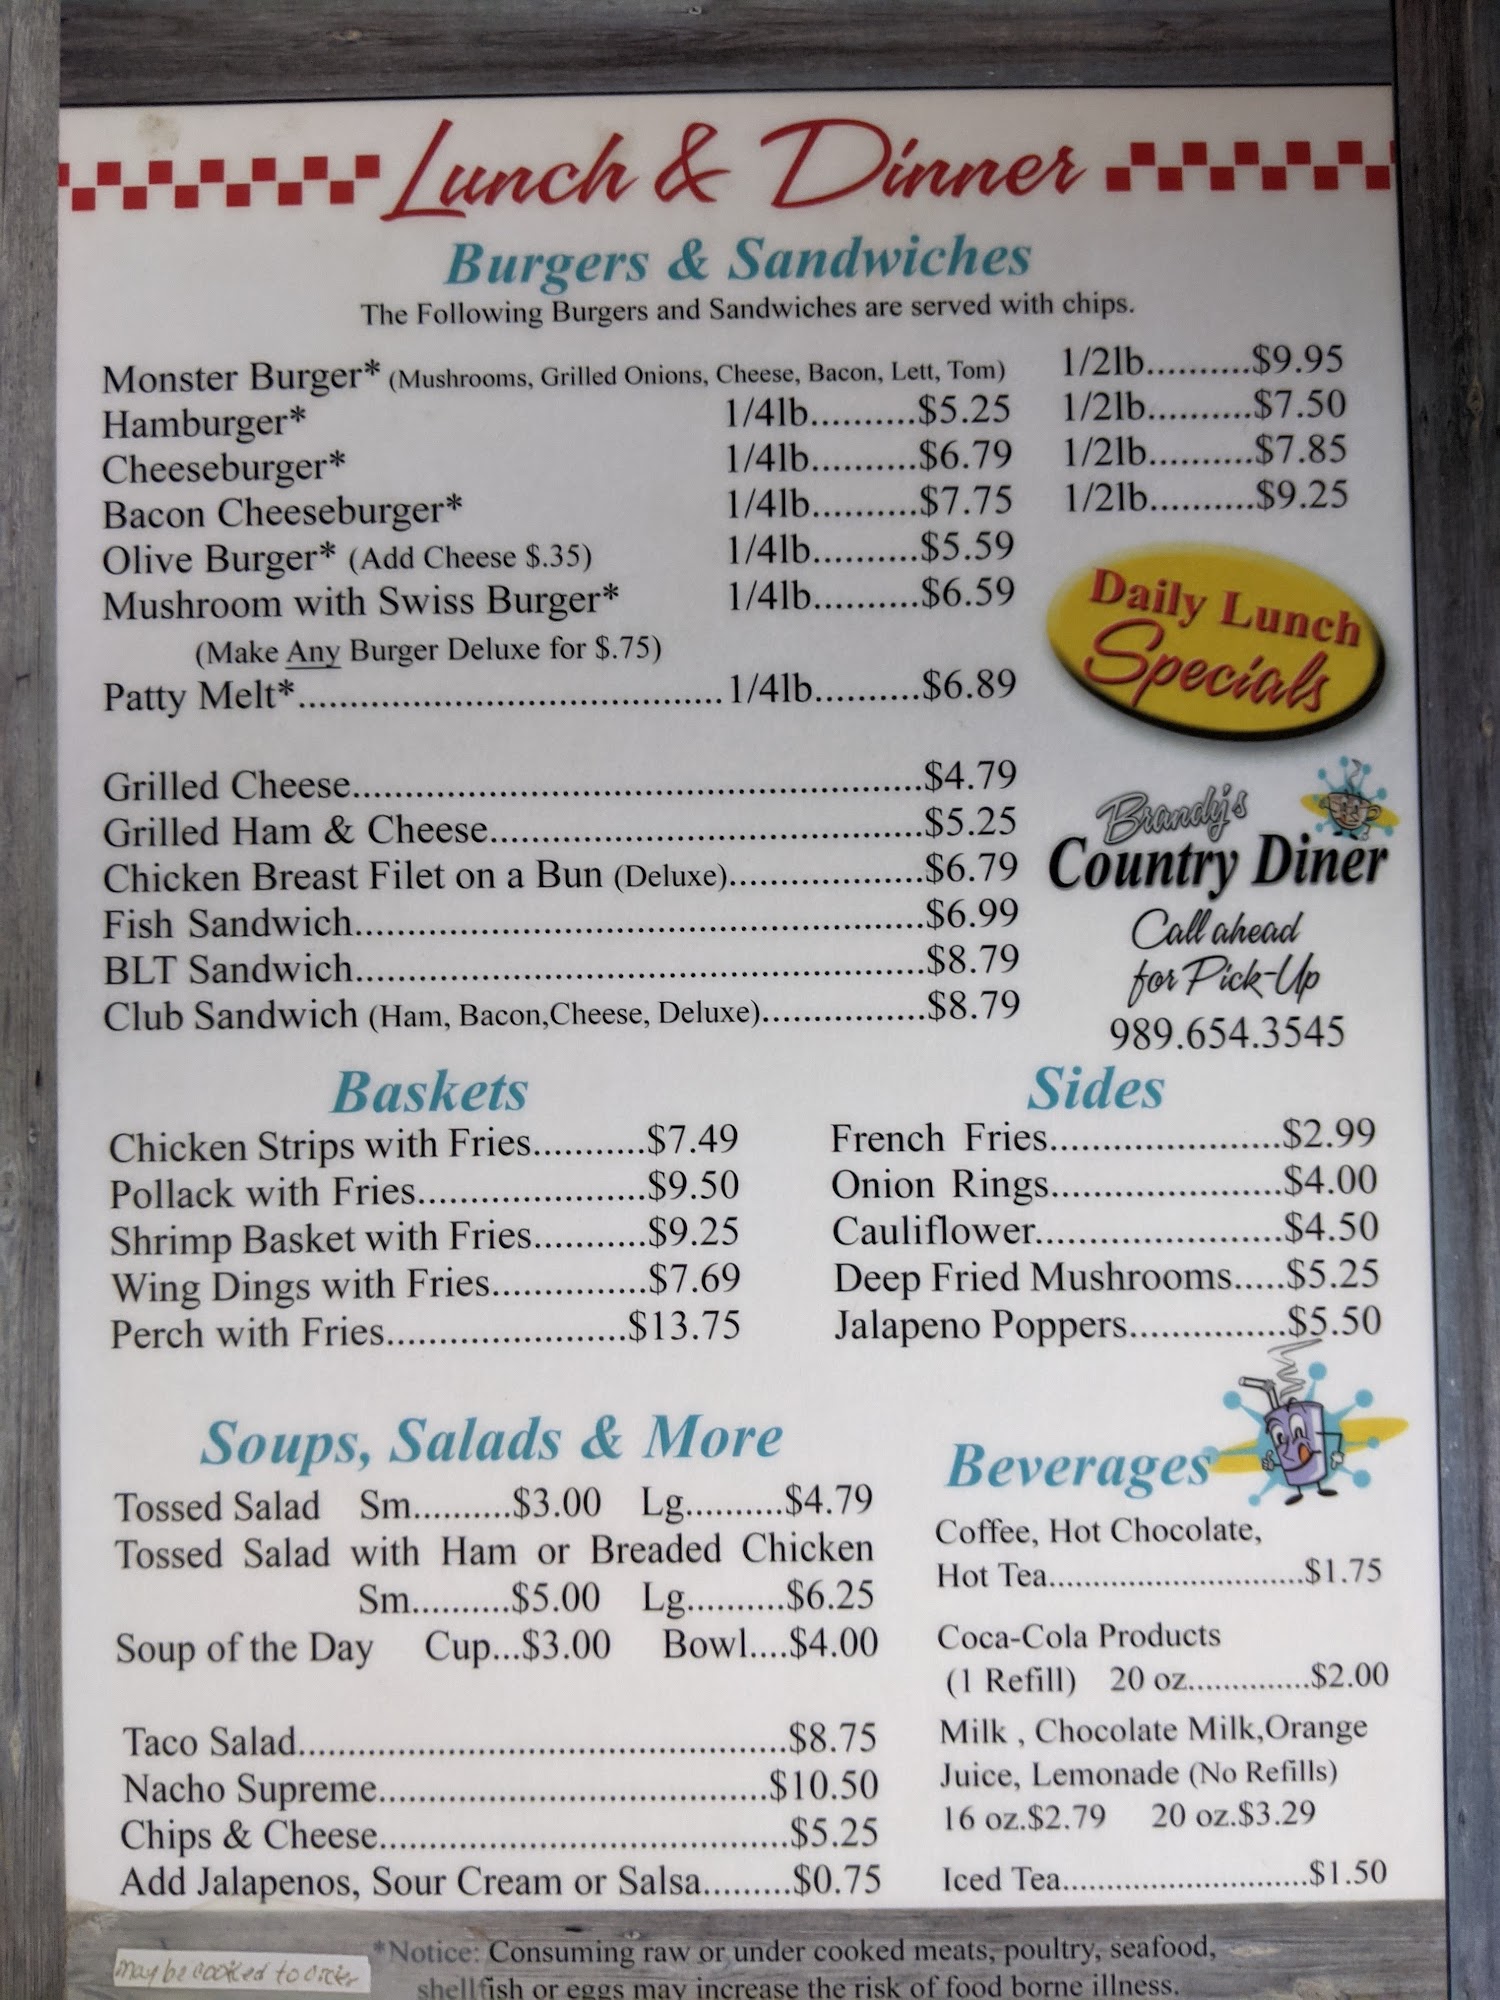 Lunch & Dinner
Burgers & Sandwiches
The Following Burgers and Sandwiches are served with chips.
Monster Burger* (Mushrooms, Grilled Onions, Cheese, Bacon, Lett, Tom) 1/2lb..........$9.95
Hamburger* 1/4lb..........$5.25 1/2lb..........$7.50
Cheeseburger* 1/4lb..........$6.79 1/2lb..........$7.85
Bacon Cheeseburger* 1/4lb..........$7.75 1/2lb..........$9.25
Olive Burger* (Add Cheese $.35) 1/4lb..........$5.59
Mushroom with Swiss Burger* 1/4lb..........$6.59
(Make Any Burger Deluxe for $.75)
Patty Melt*.........................................1/4lb..........$6.89
Daily Lunch
Specials
Grilled Cheese.......................................................$4.79
Grilled Ham & Cheese..........................................$5.25
Chicken Breast Filet on a Bun (Deluxe)...................$6.79
Fish Sandwich.......................................................$6.99
BLT Sandwich.......................................................$8.79
Club Sandwich (Ham, Bacon,Cheese, Deluxe)................$8.79
Brandy's
Country Diner
Call ahead
for Pick-Up
989.654.3545
Baskets
Chicken Strips with Fries...........$7.49
Pollack with Fries......................$9.50
Shrimp Basket with Fries...........$9.25
Wing Dings with Fries...............$7.69
Perch with Fries.......................$13.75
Sides
French Fries......................$2.99
Onion Rings......................$4.00
Cauliflower........................$4.50
Deep Fried Mushrooms.....$5.25
Jalapeno Poppers...............$5.50
Soups, Salads & More
Tossed Salad Sm..........$3.00 Lg..........$4.79
Tossed Salad with Ham or Breaded Chicken
Sm..........$5.00 Lg..........$6.25
Soup of the Day Cup...$3.00 Bowl....$4.00
Taco Salad...............................................$8.75
Nacho Supreme.....................................$10.50
Chips & Cheese.......................................$5.25
Add Jalapenos, Sour Cream or Salsa.........$0.75
Beverages
Coffee, Hot Chocolate,
Hot Tea............................$1.75
Coca-Cola Products
(1 Refill) 20 oz..............$2.00
Milk , Chocolate Milk,Orange
Juice, Lemonade (No Refills)
16 oz.$2.79 20 oz.$3.29
Iced Tea...........................$1.50
may be cooked to order
*Notice: Consuming raw or under cooked meats, poultry, seafood,
shellfish or eggs may increase the risk of food borne illness.